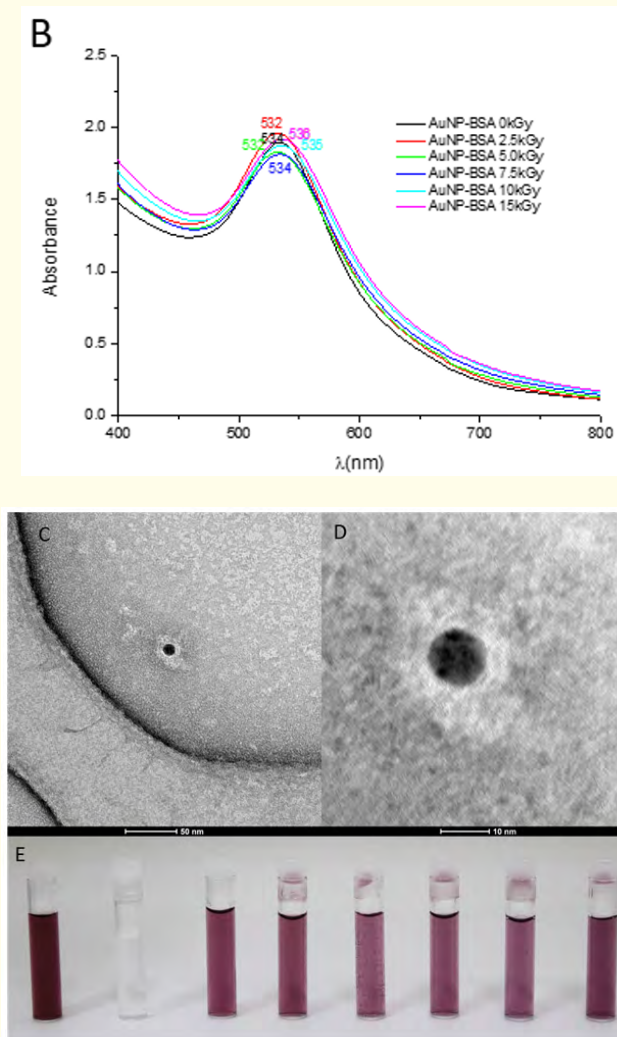 B
2.5
2.0
1.5
1.0
0.5
0.0
Absorbance
532
534
536
532
535
534
AuNP-BSA 0kGy
AuNP-BSA 2.5kGy
AuNP-BSA 5.0kGy
AuNP-BSA 7.5kGy
AuNP-BSA 10kGy
AuNP-BSA 15kGy
400
500
600
700
800
λ(nm)
C
D
50 nm
10 nm
E